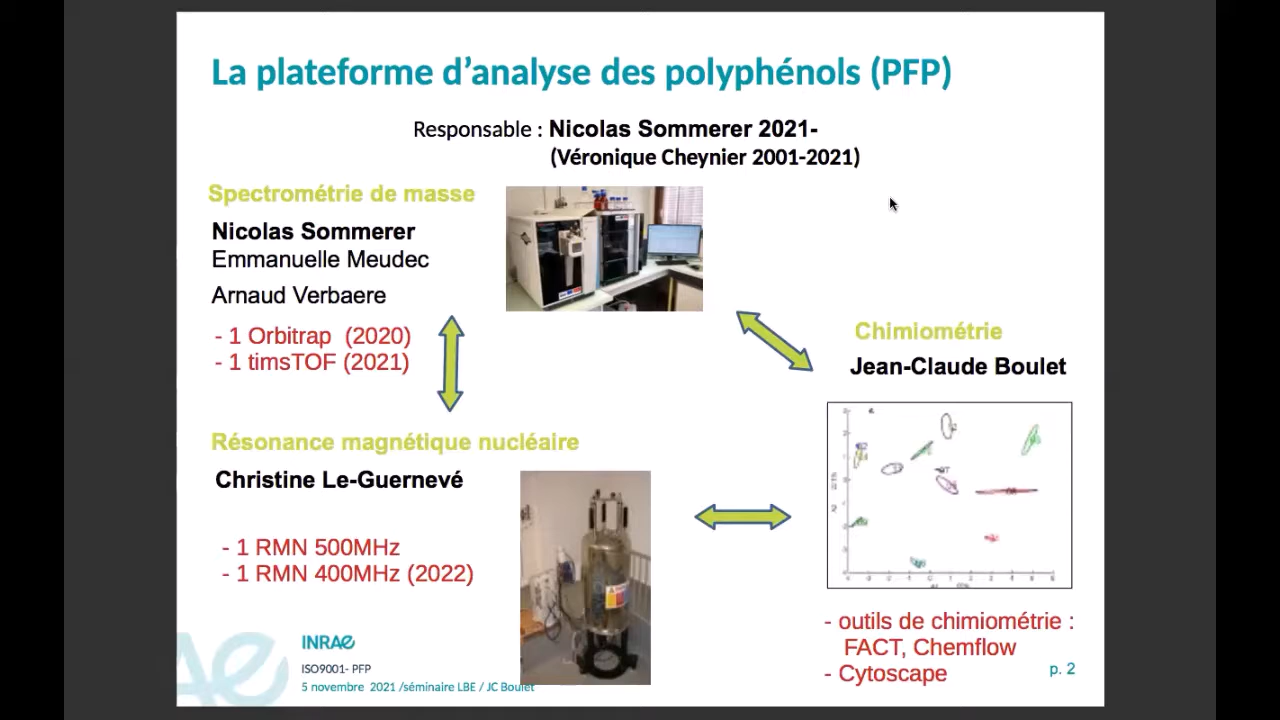 La plateforme d'analyse des polyphénols (PFP)
Responsable : Nicolas Sommerer 2021-
(Véronique Cheynier 2001-2021)
Spectrométrie de masse
Nicolas Sommerer
Emmanuelle Meudec
Arnaud Verbaere
- 1 Orbitrap (2020)
- 1 timsTOF (2021)
Chimiométrie
Jean-Claude Boulet
Résonance magnétique nucléaire
Christine Le-Guernevé
- 1 RMN 500MHz
- 1 RMN 400MHz (2022)
- outils de chimiométrie :
FACT, Chemflow
- Cytoscape
INRAE
ISO9001- PFP
5 novembre 2021 /séminaire LBE / JC Boulet
p. 2